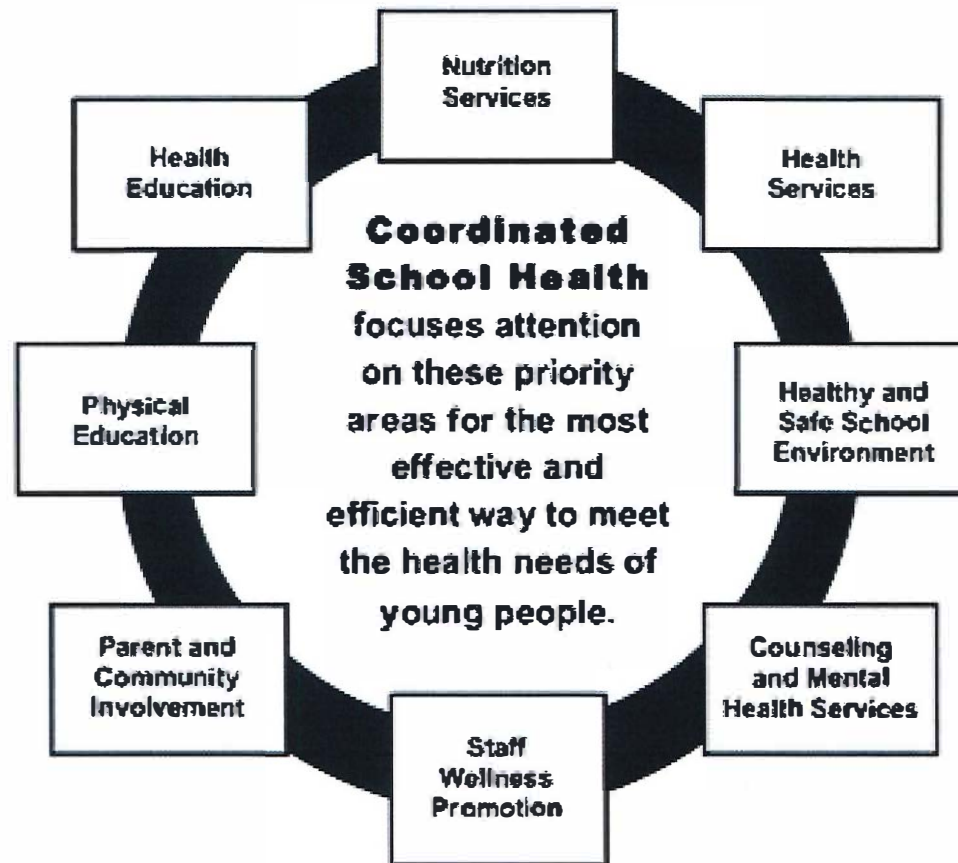 Nutrition
Services
Health
Education
Health
Services
Coordinated
School Health
focuses attention
on these priority
areas for the most
effective and
efficient way to meet
the health needs of
young people.
Physical
Education
Healthy and
Safe School
Environment
Parent and
Community
Involvement
Counseling
and Mental
Health Services
Staff
Wellness
Promotion